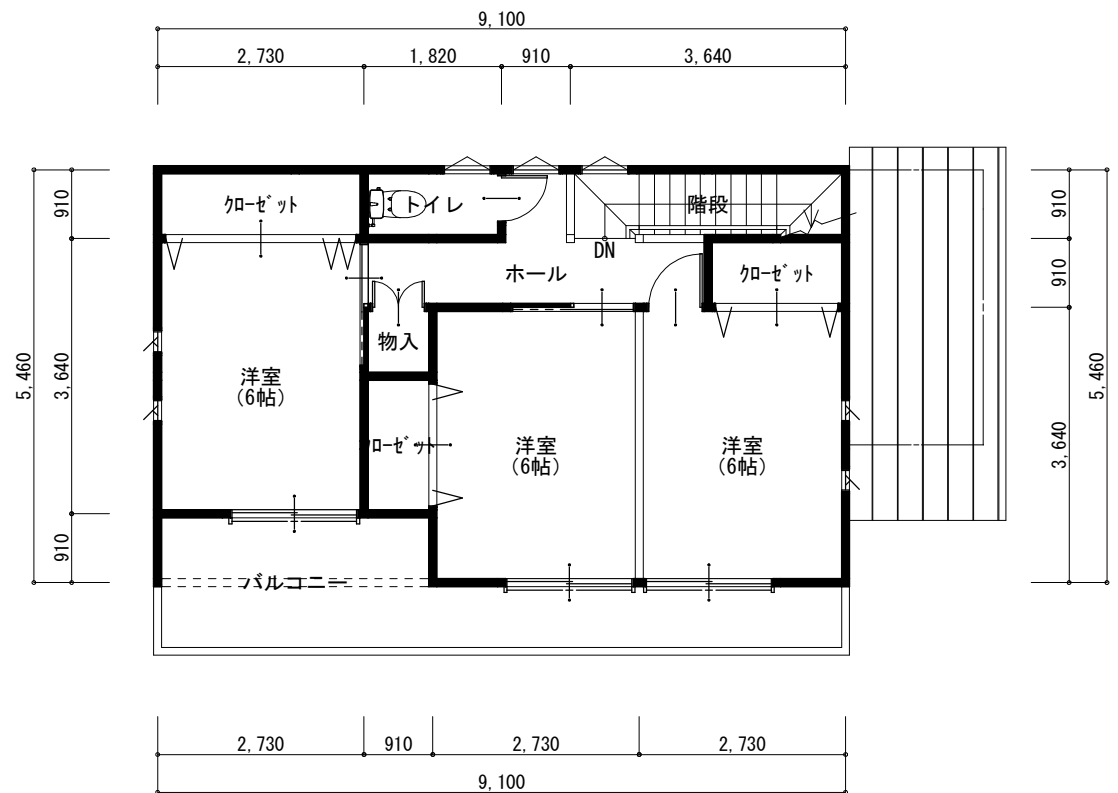 9,100
2,730
1,820
910
3,640
クローゼット
トイレ
階段
DN
ホール
クローゼット
物入
洋室
(6帖)
クローゼット
洋室
(6帖)
洋室
(6帖)
バルコニー
5,460
910
3,640
910
910
910
3,640
5,460
2,730
910
2,730
2,730
9,100